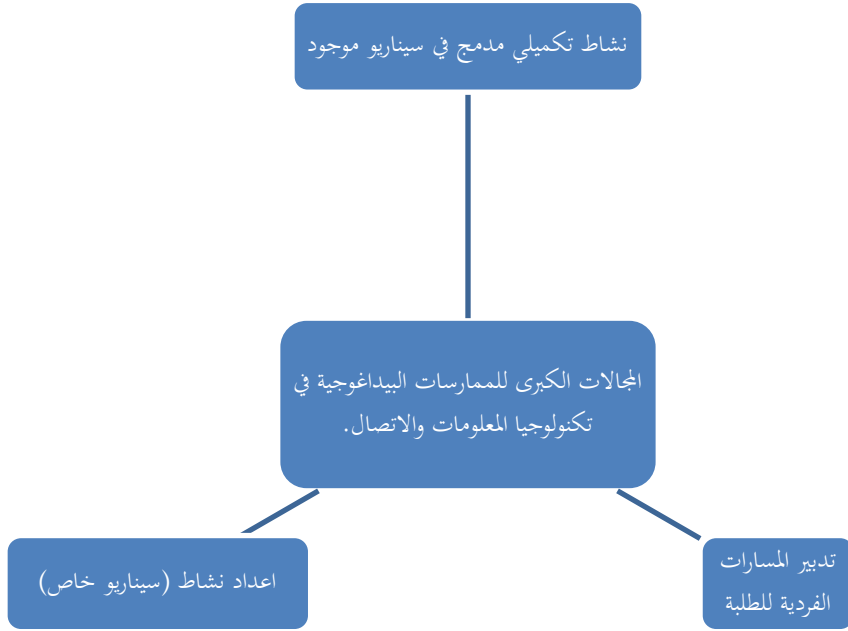 نشاط تكميلي مدمج في سيناريو موجود
المجالات الكبرى للممارسات البيداغوجية في
تكنولوجيا المعلومات والاتصال.
تدبير المسارات
الفردية للطلبة
اعداد نشاط (سيناريو خاص)